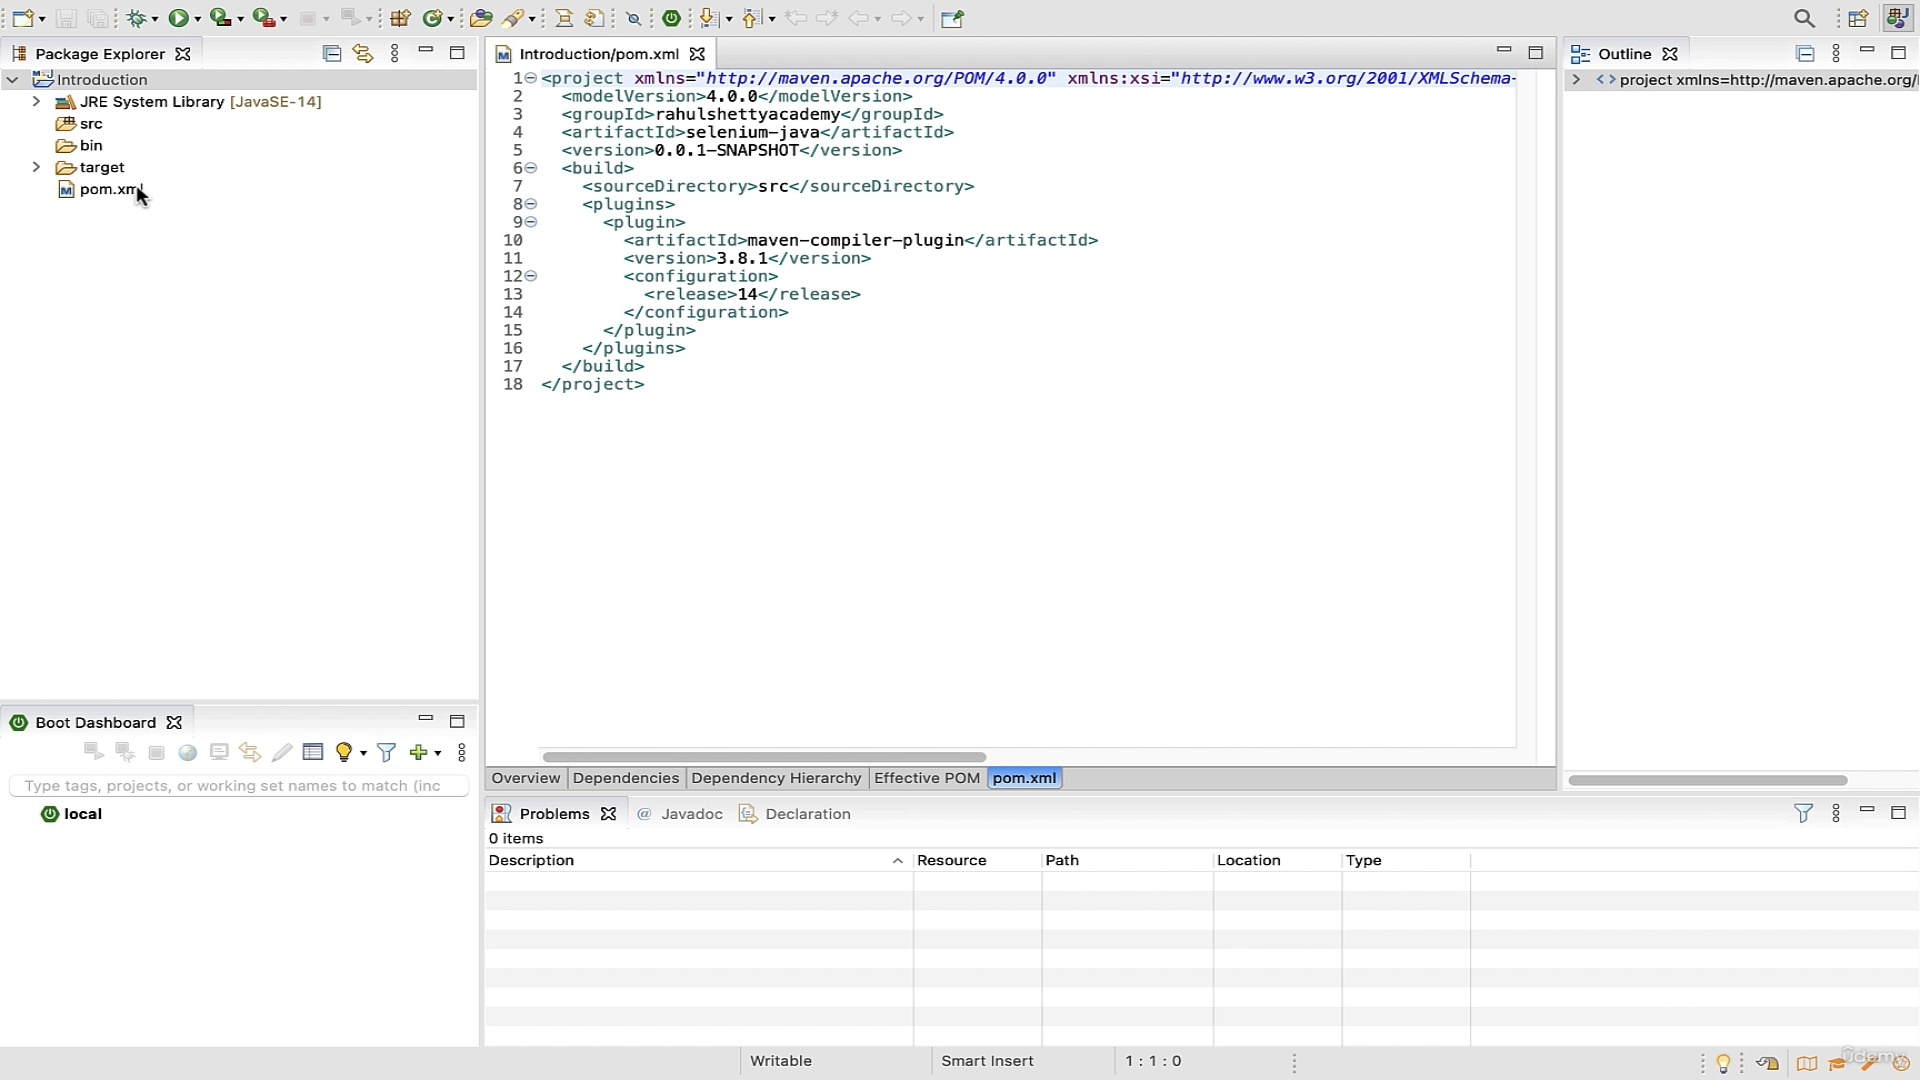 Package Explorer
Introduction
JRE System Library [JavaSE-14]
src
bin
target
pom.xml
Introduction/pom.xml
1 <project xmlns="http://maven.apache.org/POM/4.0.0" xmlns:xsi="http://www.w3.org/2001/XMLSchema-
2 <modelVersion>4.0.0</modelVersion>
3 <groupId>rahulshettyacademy</groupId>
4 <artifactId>selenium-java</artifactId>
5 <version>0.0.1-SNAPSHOT</version>
6 <build>
7 <sourceDirectory>src</sourceDirectory>
8 <plugins>
9 <plugin>
10 <artifactId>maven-compiler-plugin</artifactId>
11 <version>3.8.1</version>
12 <configuration>
13 <release>14</release>
14 </configuration>
15 </plugin>
16 </plugins>
17 </build>
18 </project>
Overview Dependencies Dependency Hierarchy Effective POM pom.xml
Outline
<> project xmlns=http://maven.apache.org/
Boot Dashboard
Type tags, projects, or working set names to match (inc
local
Problems @ Javadoc Declaration
0 items
Description Resource Path Location Type
Writable Smart Insert 1 : 1 : 0
ûdemy